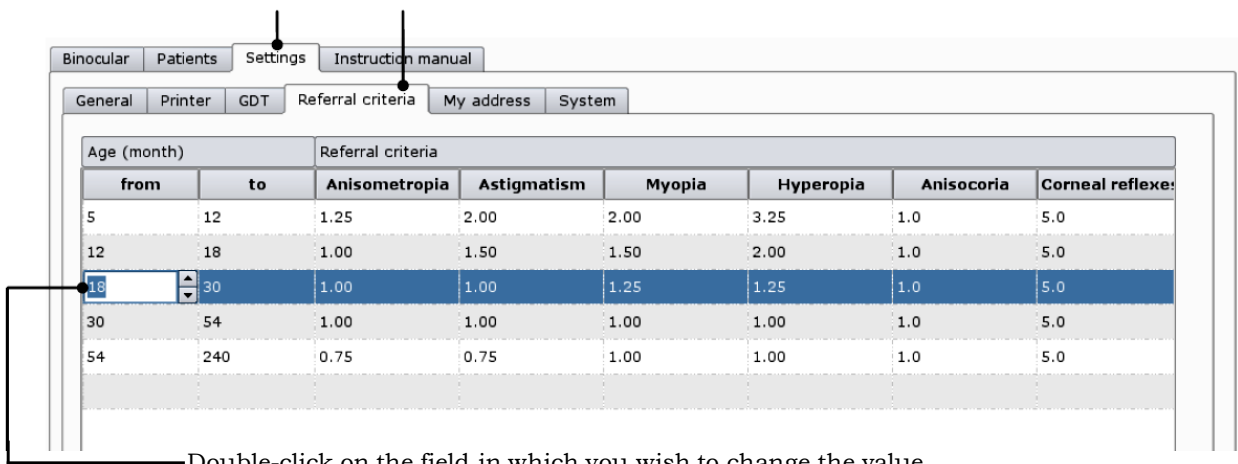 Binocular Patients Settings Instruction manual
General Printer GDT Referral criteria My address System
Age (month) Referral criteria
from to Anisometropia Astigmatism Myopia Hyperopia Anisocoria Corneal reflexes
5 12 1.25 2.00 2.00 3.25 1.0 5.0
12 18 1.00 1.50 1.50 2.00 1.0 5.0
18 30 1.00 1.00 1.25 1.25 1.0 5.0
30 54 1.00 1.00 1.00 1.00 1.0 5.0
54 240 0.75 0.75 1.00 1.00 1.0 5.0
Double-click on the field in which you wish to change the value